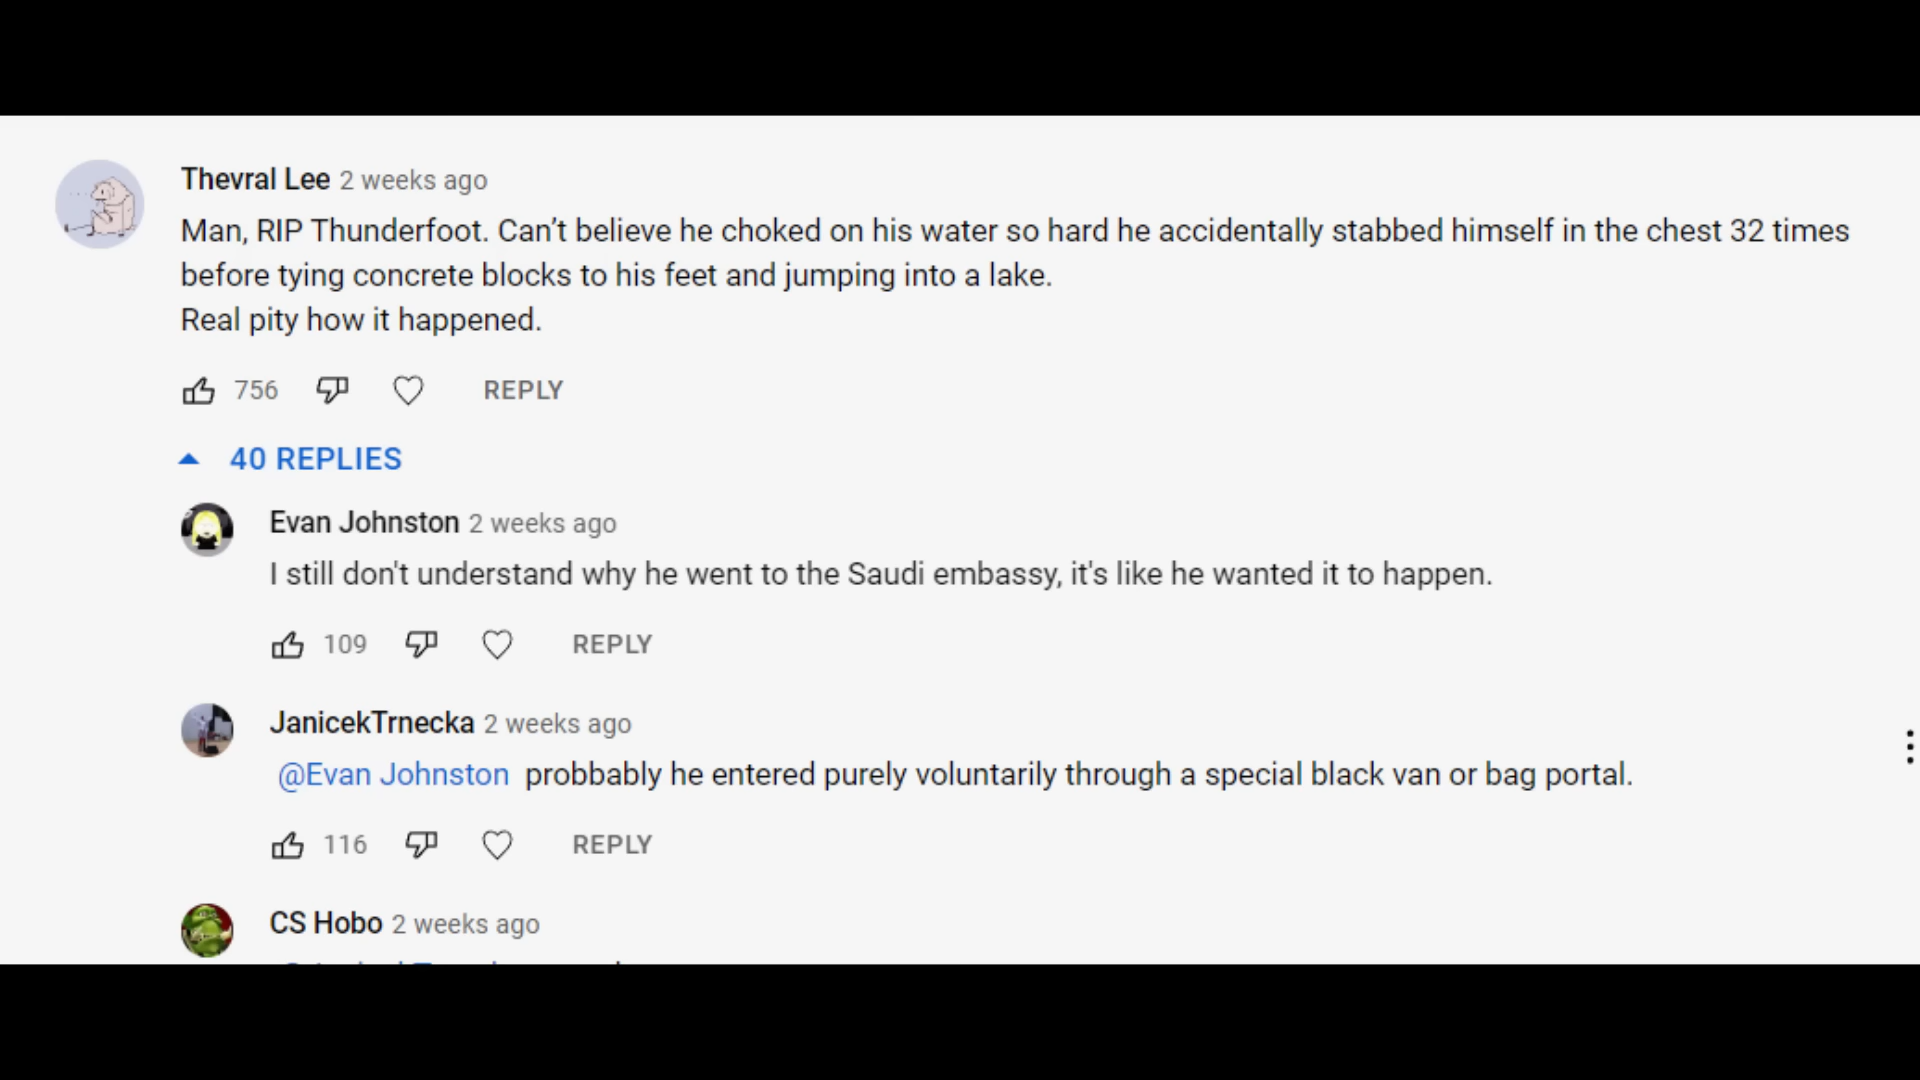 Thevral Lee 2 weeks ago
Man, RIP Thunderfoot. Can’t believe he choked on his water so hard he accidentally stabbed himself in the chest 32 times
before tying concrete blocks to his feet and jumping into a lake.
Real pity how it happened.
756 REPLY
40 REPLIES
Evan Johnston 2 weeks ago
I still don't understand why he went to the Saudi embassy, it's like he wanted it to happen.
109 REPLY
JanicekTrnecka 2 weeks ago
@Evan Johnston probbably he entered purely voluntarily through a special black van or bag portal.
116 REPLY
CS Hobo 2 weeks ago